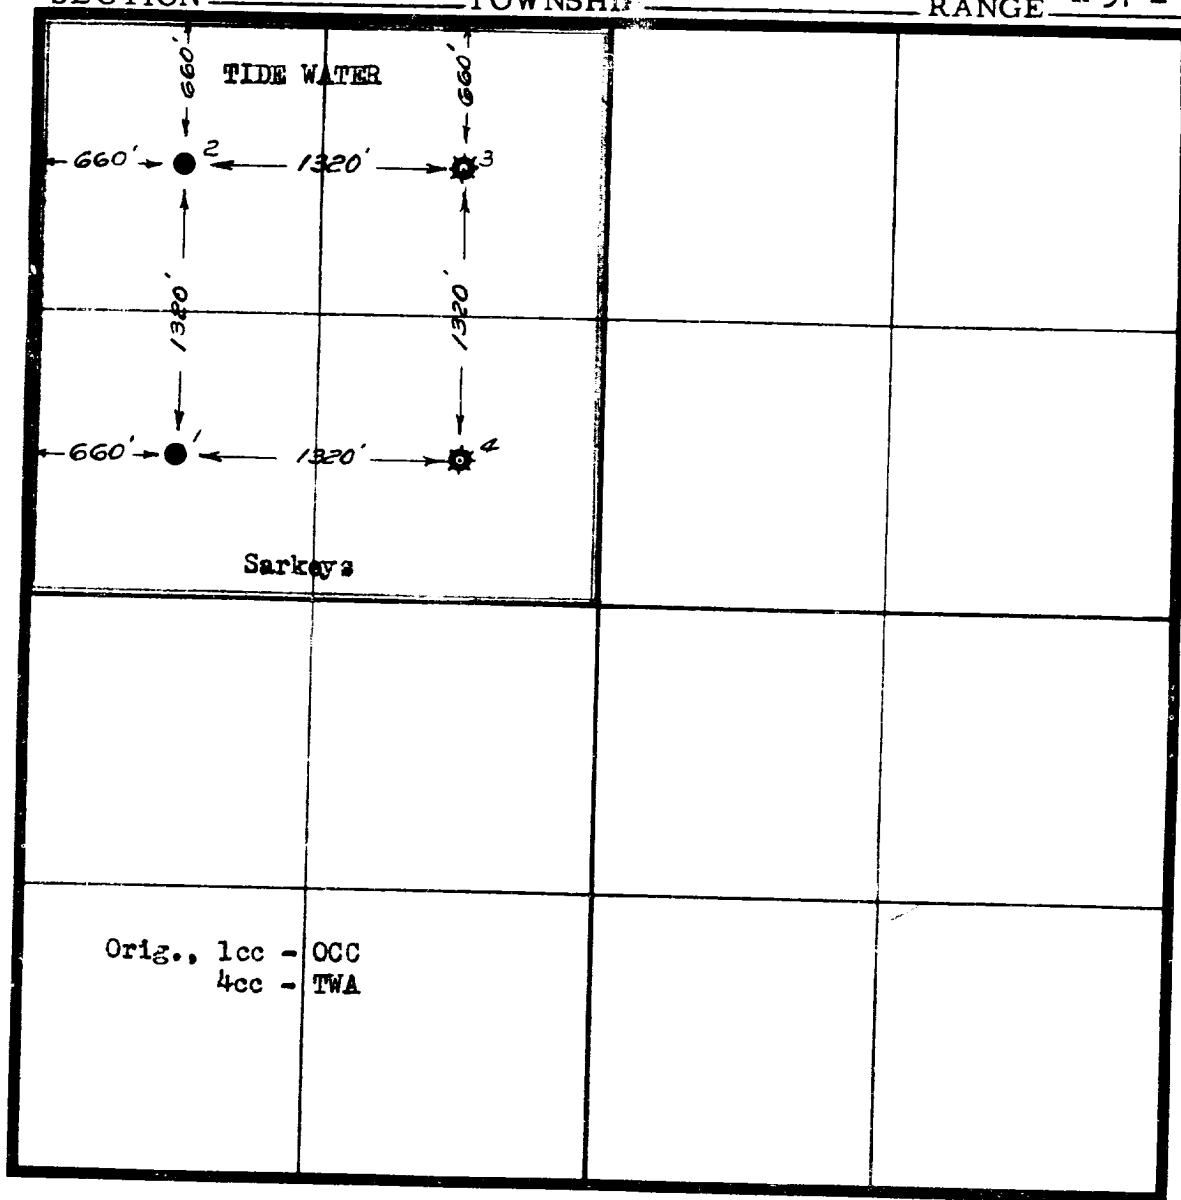 SECTION TOWNSHIP RANGE
660' 660'
TIDE WATER
660' 2 1320' 3
1320' 1320'
660' 1 1320' 4
Sarkeys
Orig., 1cc - OCC
4cc - TWA